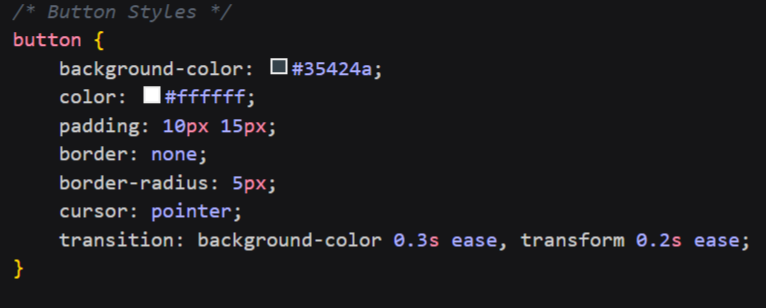 /* Button Styles */
button {
    background-color: #35424a;
    color: #ffffff;
    padding: 10px 15px;
    border: none;
    border-radius: 5px;
    cursor: pointer;
    transition: background-color 0.3s ease, transform 0.2s ease;
}